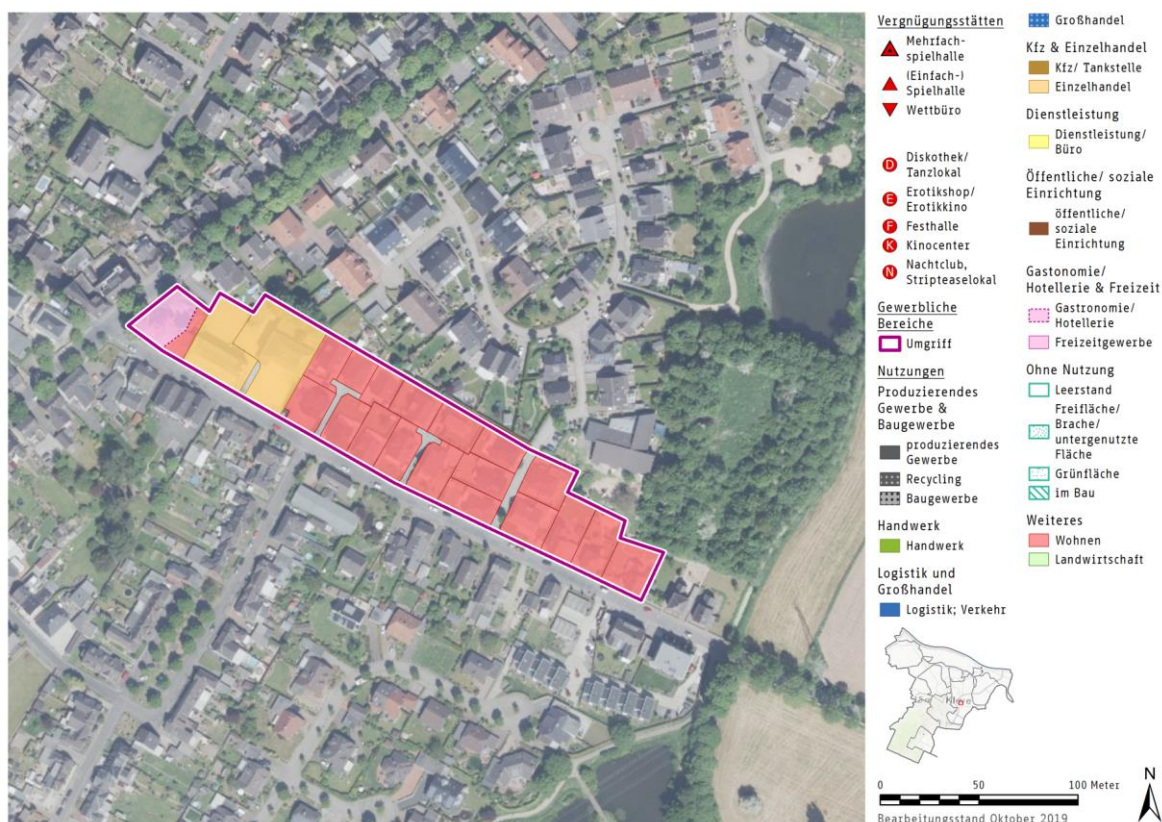 Vergnügungsstätten
Mehrfach-
spielhalle
(Einfach-)
Spielhalle
Wettbüro
D
Diskothek/
Tanzlokal
E
Erotikshop/
Erotikkino
F
Festhalle
K
Kinocenter
N
Nachtclub,
Stripteaselokal
Gewerbliche
Bereiche
Umgriff
Nutzungen
Produzierendes
Gewerbe &
Baugewerbe
produzierendes
Gewerbe
Recycling
Baugewerbe
Handwerk
Handwerk
Logistik und
Großhandel
Logistik; Verkehr
Großhandel
Kfz & Einzelhandel
Kfz/ Tankstelle
Einzelhandel
Dienstleistung
Dienstleistung/
Büro
Öffentliche/ soziale
Einrichtung
öffentliche/
soziale
Einrichtung
Gastonomie/
Hotellerie & Freizeit
Gastronomie/
Hotellerie
Freizeitgewerbe
Ohne Nutzung
Leerstand
Freifläche/
Brache/
untergenutzte
Fläche
Grünfläche
im Bau
Weiteres
Wohnen
Landwirtschaft
0 50 100 Meter
Bearbeitungsstand Oktober 2019
N